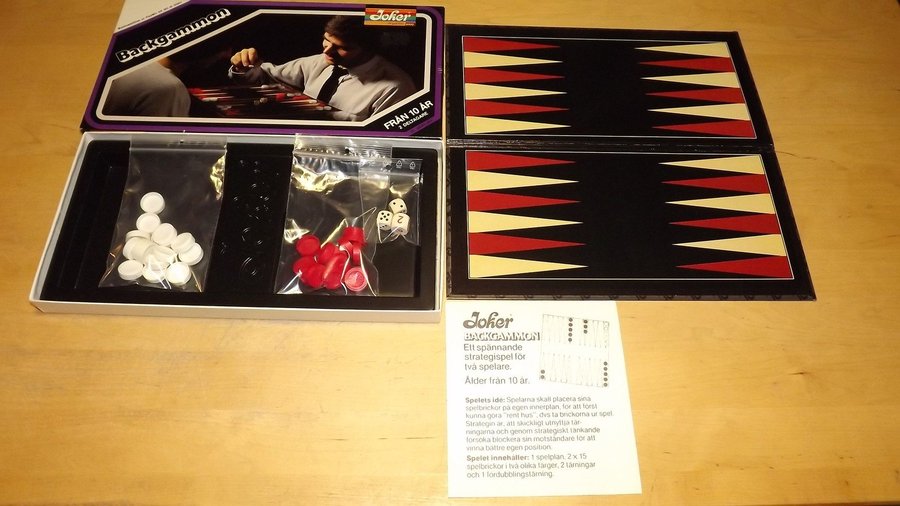 Backgammon
Joker
FRÅN 10 ÅR
2 DELTAGARE
2
Joker
BACKGAMMON
Ett spännande
strategispel för
två spelare.
Ålder från 10 år.
Spelets idé: Spelarna skall placera sina
spelbrickor på egen innerplan, för att först
kunna göra "rent hus", dvs ta brickorna ur spel.
Strategin är, att skickligt utnyttja tär-
ningarna och genom strategiskt tänkande
försöka blockera sin motståndare för att
vinna bättre egen position.
Spelet innehåller: 1 spelplan, 2 x 15
spelbrickor i två olika färger, 2 tärningar
och 1 fördubblingstärning.